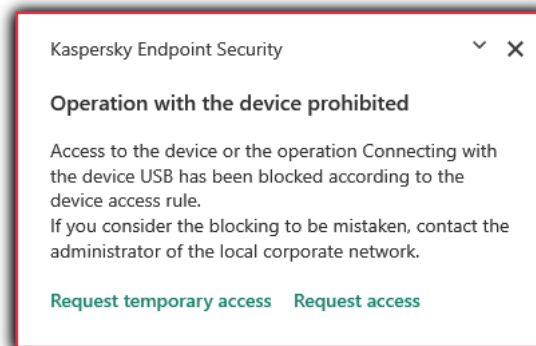 Kaspersky Endpoint Security
Operation with the device prohibited
Access to the device or the operation Connecting with
the device USB has been blocked according to the
device access rule.
If you consider the blocking to be mistaken, contact the
administrator of the local corporate network.
Request temporary access Request access